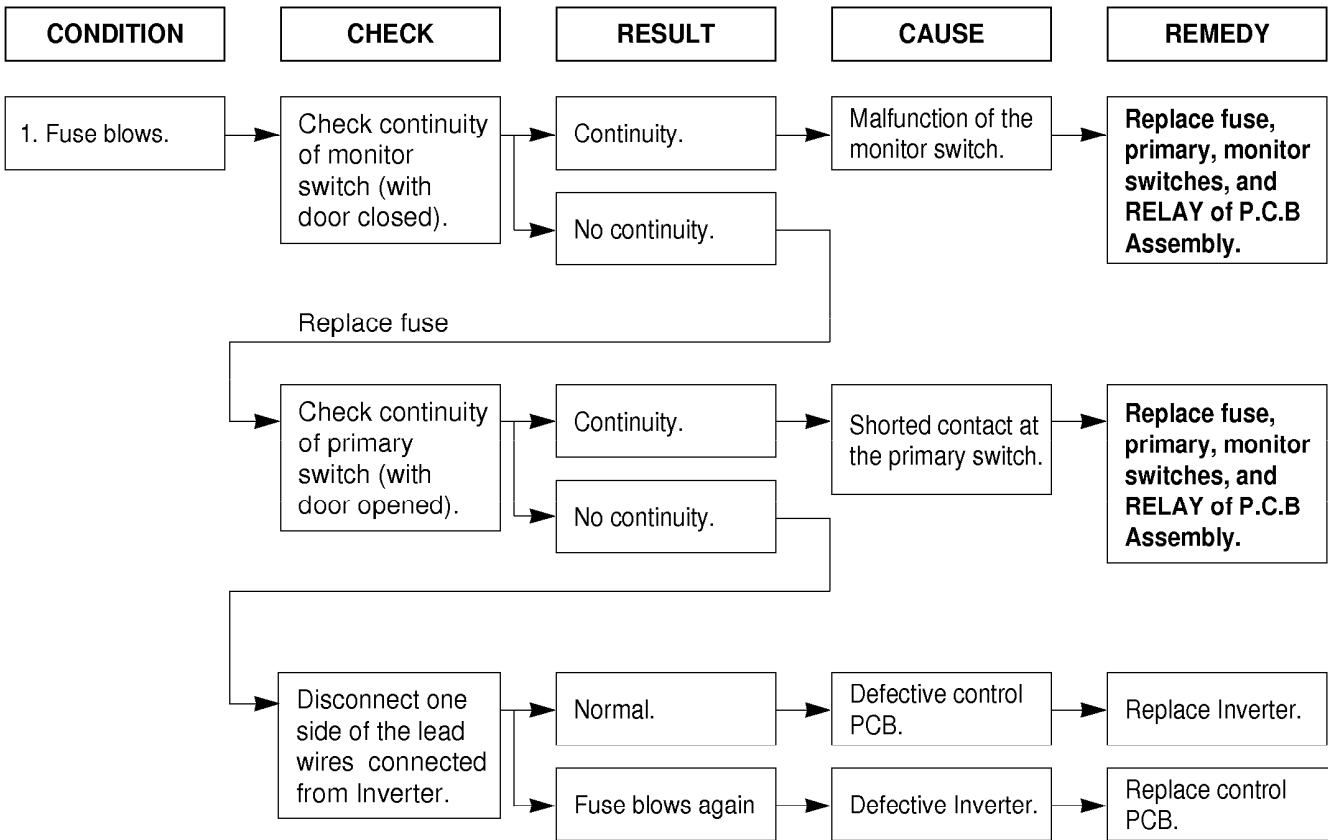 CONDITION
CHECK
RESULT
CAUSE
REMEDY
1. Fuse blows.
Check continuity
of monitor
switch (with
door closed).
Continuity.
Malfunction of the
monitor switch.
Replace fuse,
primary, monitor
switches, and
RELAY of P.C.B
Assembly.
No continuity.
Replace fuse
Check continuity
of primary
switch (with
door opened).
Continuity.
Shorted contact at
the primary switch.
Replace fuse,
primary, monitor
switches, and
RELAY of P.C.B
Assembly.
No continuity.
Disconnect one
side of the lead
wires connected
from Inverter.
Normal.
Defective control
PCB.
Replace Inverter.
Fuse blows again
Defective Inverter.
Replace control
PCB.